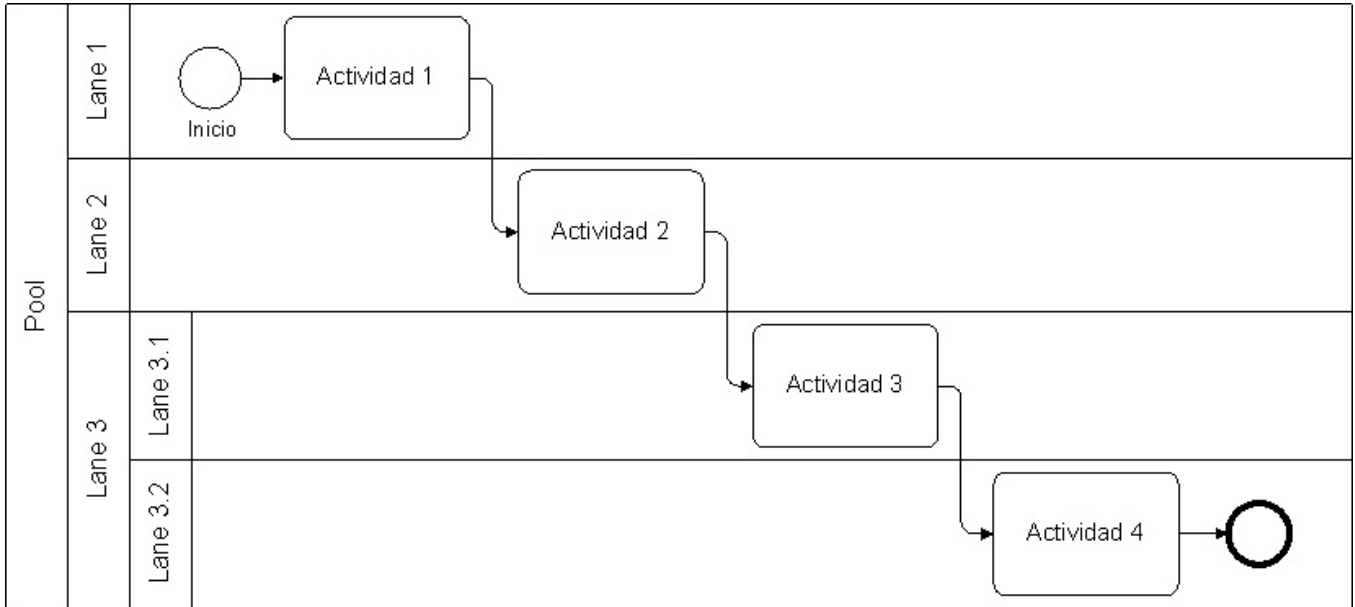 Pool
Lane 1
Inicio
Actividad 1
Lane 2
Actividad 2
Lane 3
Lane 3.1
Actividad 3
Lane 3.2
Actividad 4